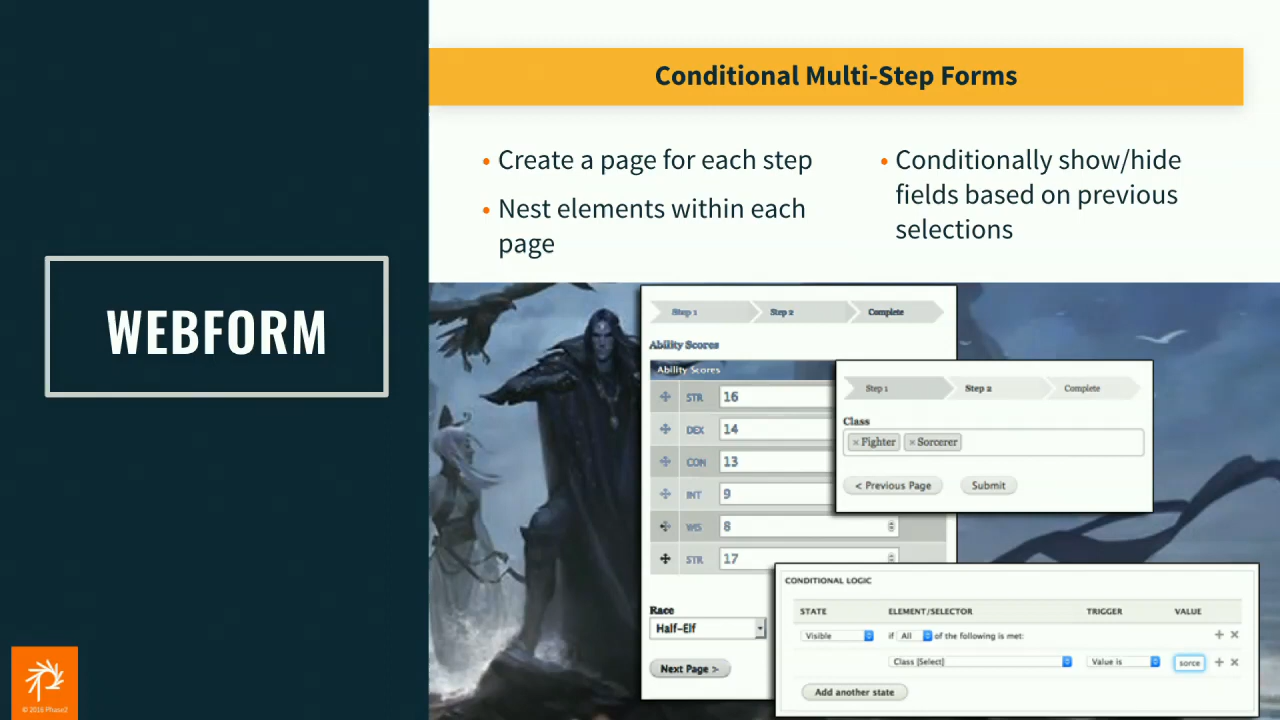 Conditional Multi-Step Forms
• Create a page for each step
• Nest elements within each
page
• Conditionally show/hide
fields based on previous
selections
WEBFORM
Step 1 Step 2 Complete
Ability Scores
Ability Scores
STR 16
DEX 14
CON 13
INT 9
WIS 8
STR 17
Race
Half-Elf
Next Page >
Step 1 Step 2 Complete
Class
× Fighter × Sorcerer
< Previous Page Submit
CONDITIONAL LOGIC
STATE ELEMENT/SELECTOR TRIGGER VALUE
Visible if All of the following is met:
Class [Select] Value is sorce
Add another state
© 2016 Phase2